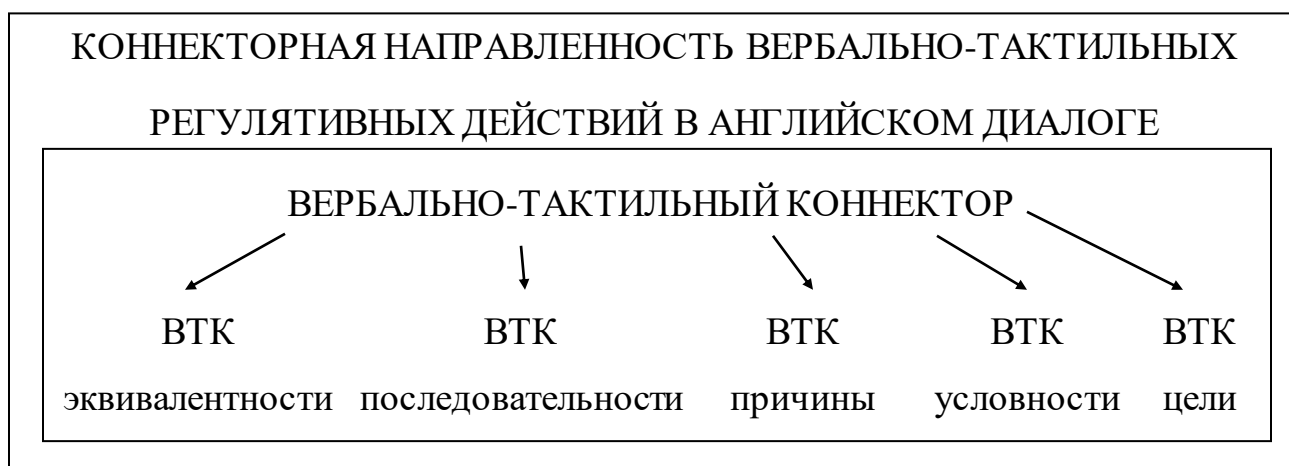 КОННЕКТОРНАЯ НАПРАВЛЕННОСТЬ ВЕРБАЛЬНО-ТАКТИЛЬНЫХ
РЕГУЛЯТИВНЫХ ДЕЙСТВИЙ В АНГЛИЙСКОМ ДИАЛОГЕ
ВЕРБАЛЬНО-ТАКТИЛЬНЫЙ КОННЕКТОР
ВТК ВТК ВТК ВТК ВТК
эквивалентности последовательности причины условности цели